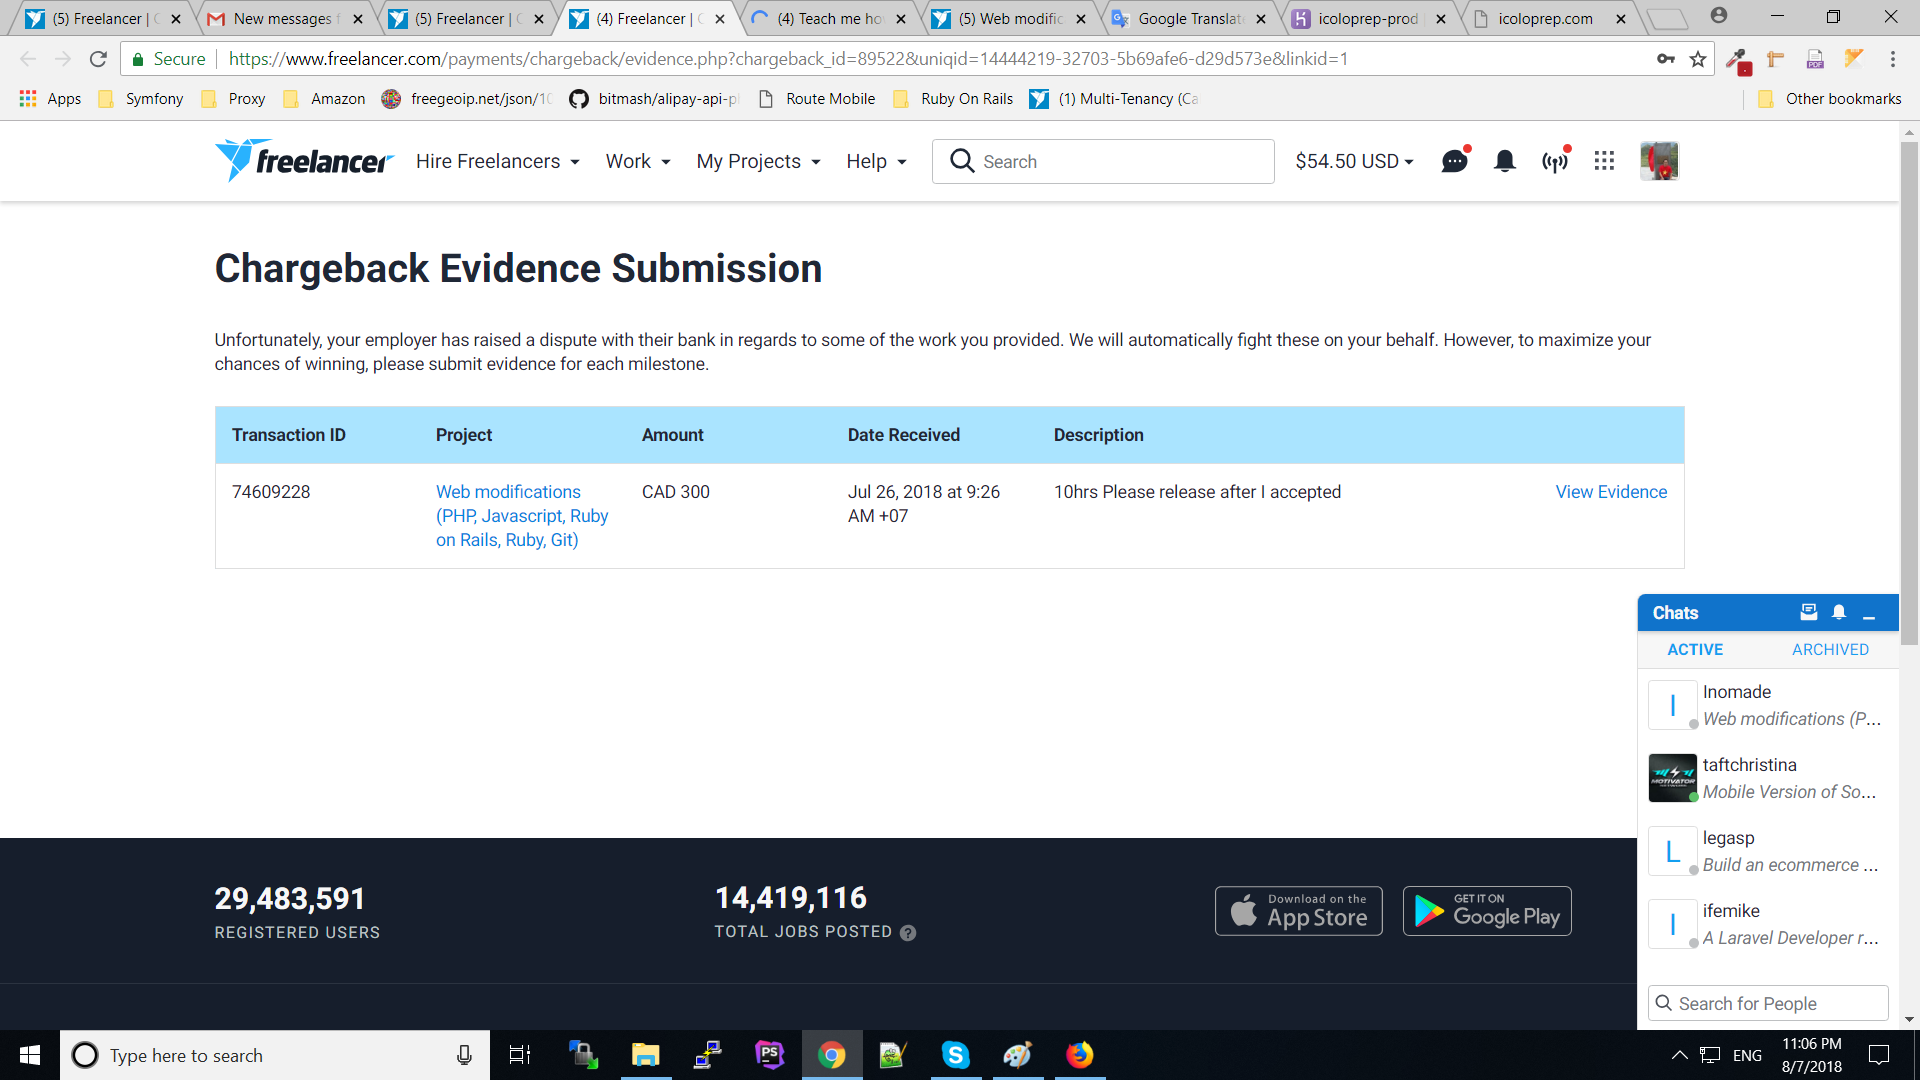 (5) Freelancer |
New messages
(5) Freelancer |
(4) Freelancer |
(4) Teach me ho
(5) Web modific
Google Translat
icoloprep-prod
icoloprep.com
Secure
https://www.freelancer.com/payments/chargeback/evidence.php?chargeback_id=89522&uniqid=14444219-32703-5b69afe6-d29d573e&linkid=1
Apps
Symfony
Proxy
Amazon
freegeoip.net/json/10
bitmash/alipay-api-p
Route Mobile
Ruby On Rails
(1) Multi-Tenancy (Ca
Other bookmarks
freelancer
Hire Freelancers
Work
My Projects
Help
Search
$54.50 USD
Chargeback Evidence Submission
Unfortunately, your employer has raised a dispute with their bank in regards to some of the work you provided. We will automatically fight these on your behalf. However, to maximize your
chances of winning, please submit evidence for each milestone.
Transaction ID
Project
Amount
Date Received
Description
74609228
Web modifications
(PHP, Javascript, Ruby
on Rails, Ruby, Git)
CAD 300
Jul 26, 2018 at 9:26
AM +07
10hrs Please release after I accepted
View Evidence
Chats
ACTIVE
ARCHIVED
I
Inomade
Web modifications (P...
MOTIVATOR
taftchristina
Mobile Version of So...
L
legasp
Build an ecommerce ...
I
ifemike
A Laravel Developer r...
Search for People
29,483,591
REGISTERED USERS
14,419,116
TOTAL JOBS POSTED ?
Download on the
App Store
GET IT ON
Google Play
Type here to search
PS
ENG
11:06 PM
8/7/2018